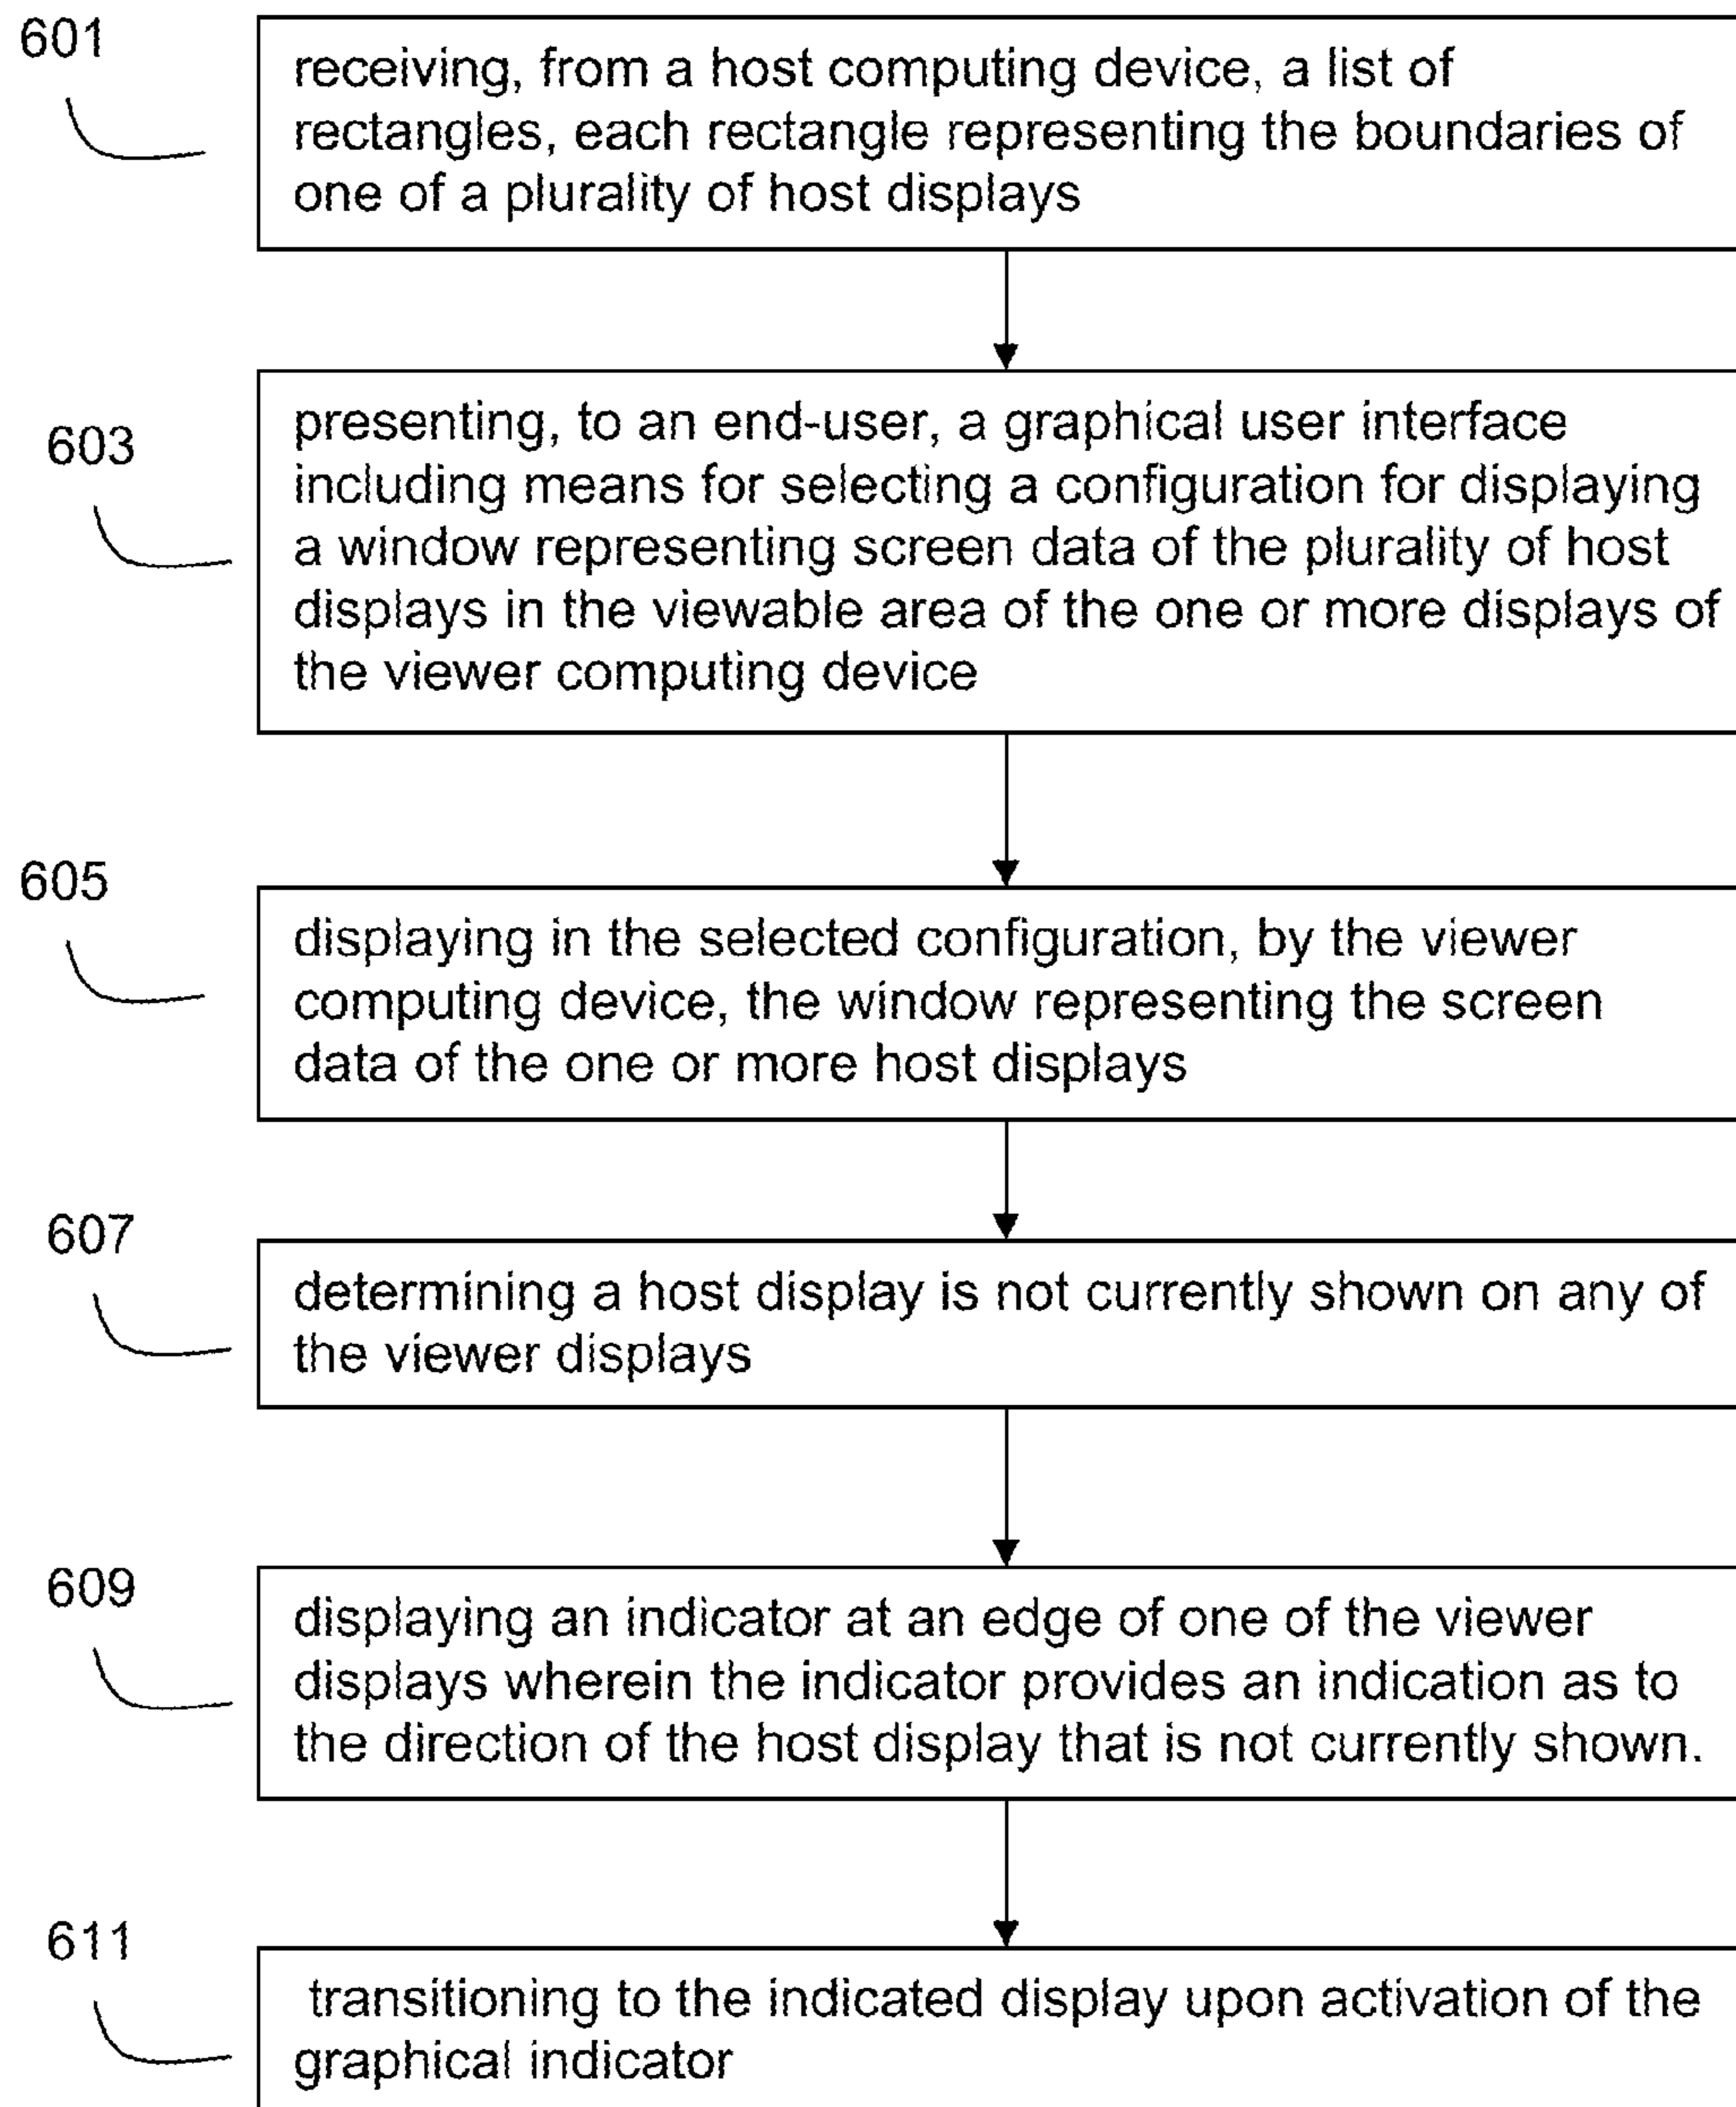 601
receiving, from a host computing device, a list of
rectangles, each rectangle representing the boundaries of
one of a plurality of host displays
603
presenting, to an end-user, a graphical user interface
including means for selecting a configuration for displaying
a window representing screen data of the plurality of host
displays in the viewable area of the one or more displays of
the viewer computing device
605
displaying in the selected configuration, by the viewer
computing device, the window representing the screen
data of the one or more host displays
607
determining a host display is not currently shown on any of
the viewer displays
609
displaying an indicator at an edge of one of the viewer
displays wherein the indicator provides an indication as to
the direction of the host display that is not currently shown.
611
transitioning to the indicated display upon activation of the
graphical indicator